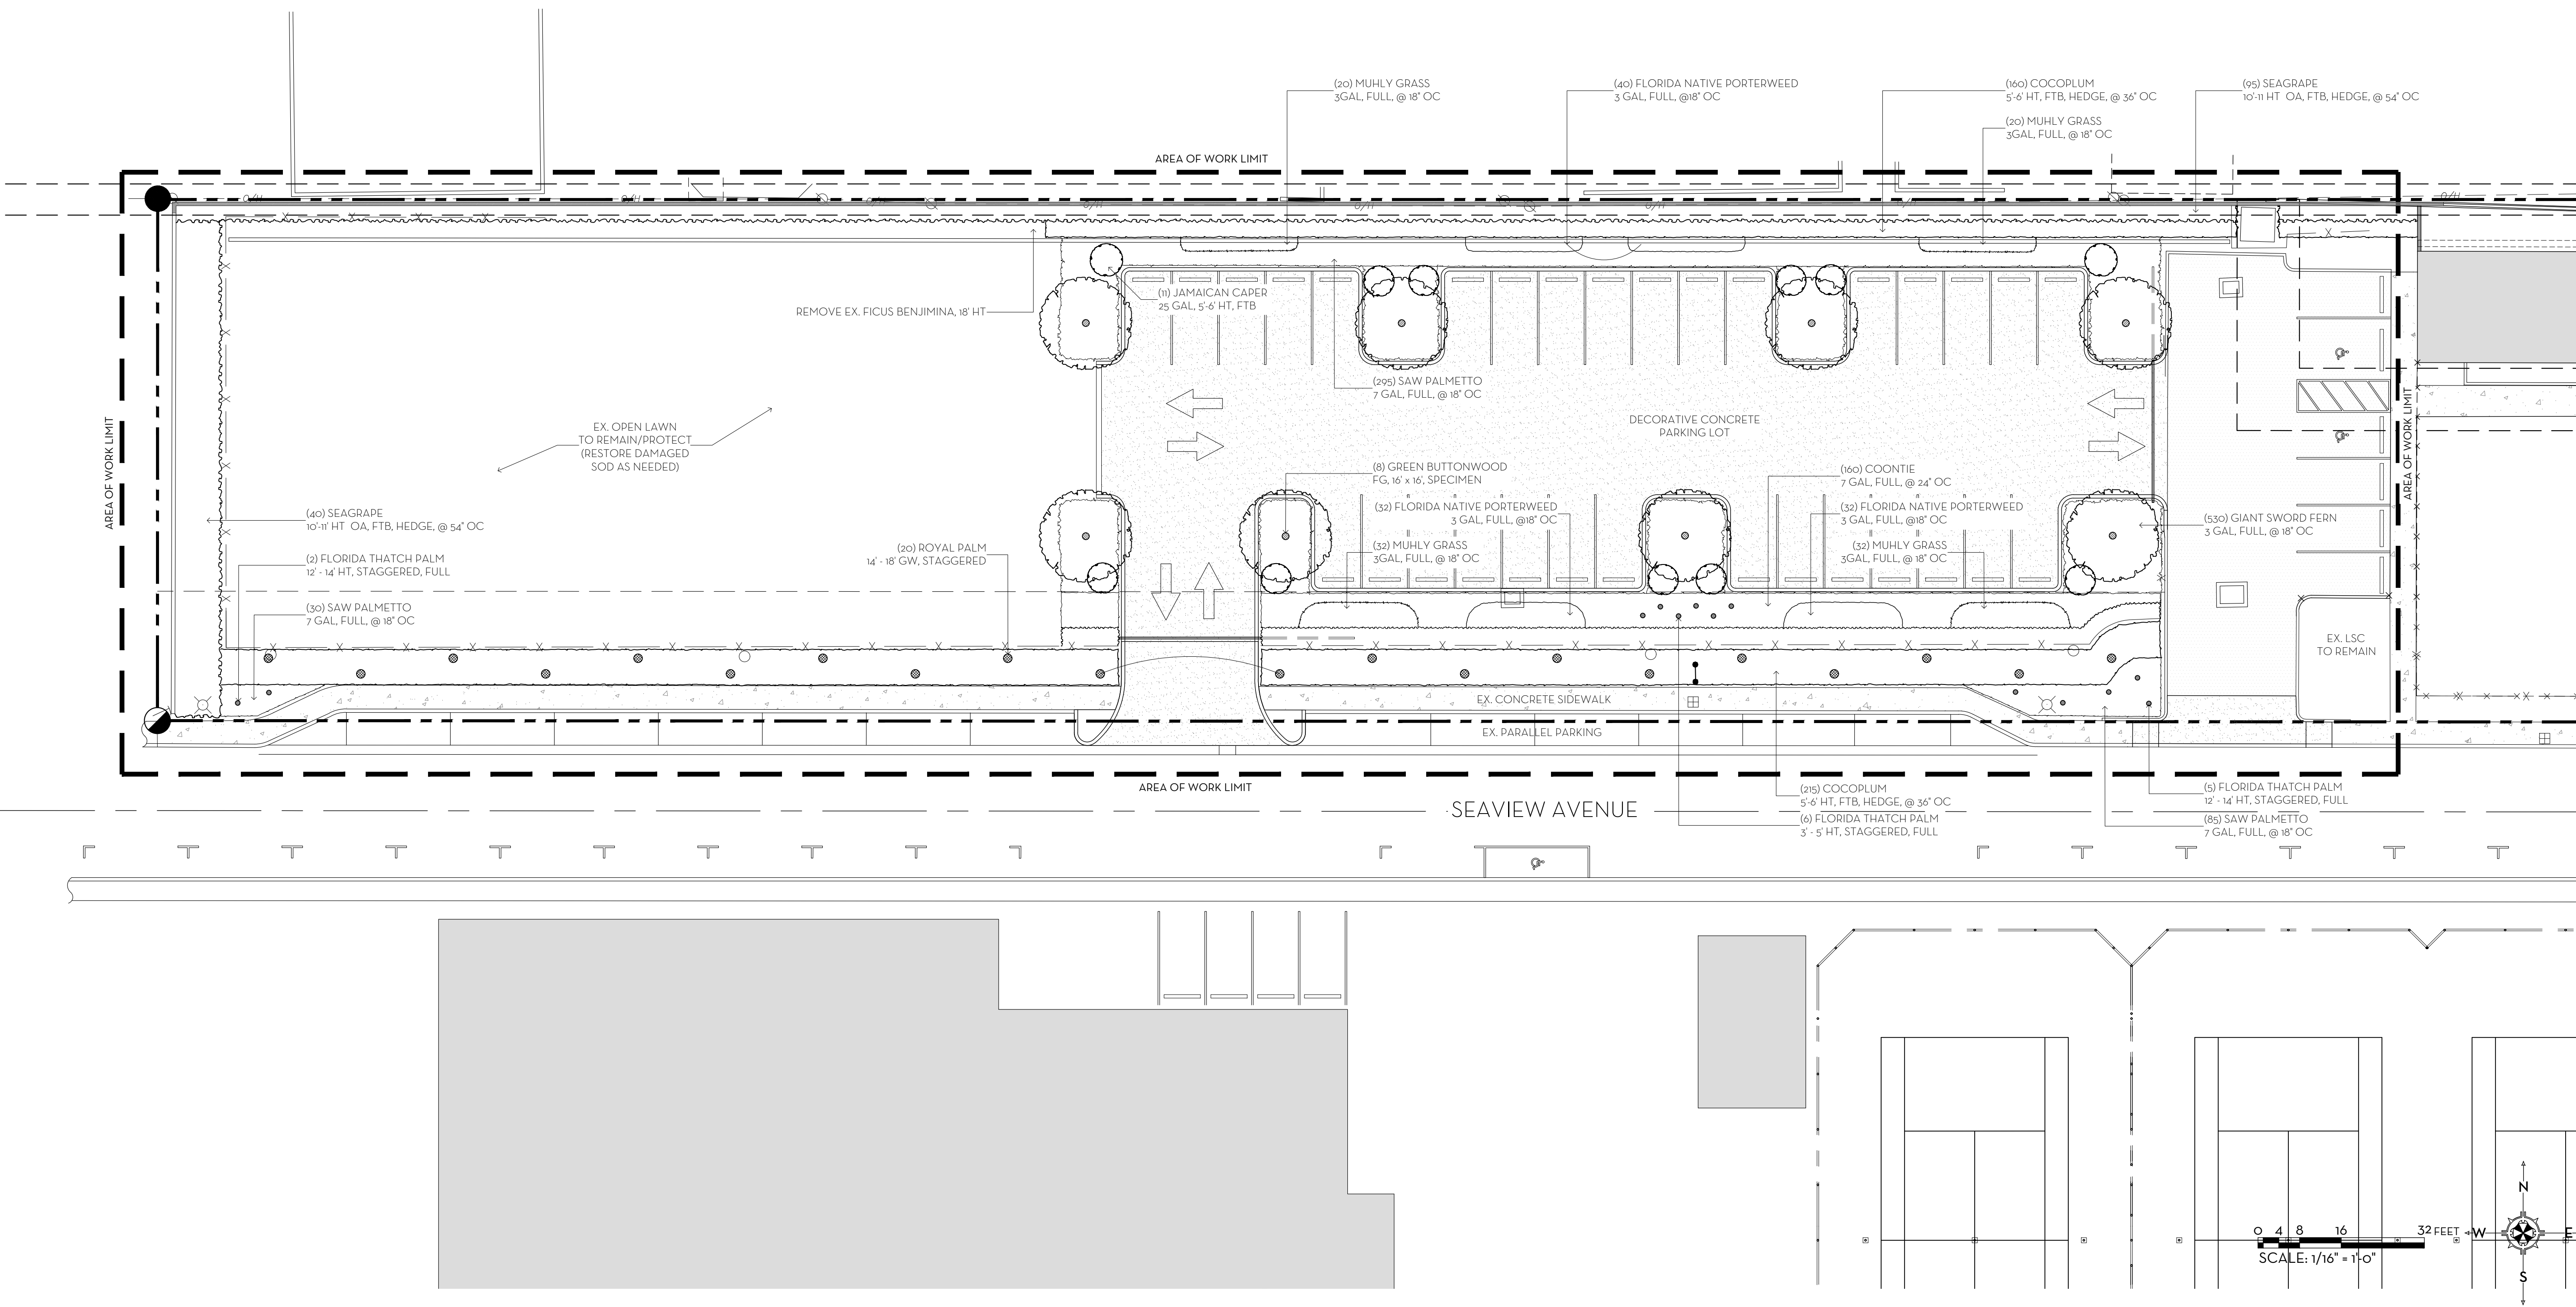 (20) MUHLY GRASS
3GAL, FULL, @ 18" OC
(40) FLORIDA NATIVE PORTERWEED
3 GAL, FULL, @18" OC
(160) COCOPLUM
5'-6' HT, FTB, HEDGE, @ 36" OC
(95) SEAGRAPE
10'-11 HT OA, FTB, HEDGE, @ 54" OC
(20) MUHLY GRASS
3GAL, FULL, @ 18" OC
AREA OF WORK LIMIT
O/H
O/H
O/H
O/H
O/H
O/H
(11) JAMAICAN CAPER
25 GAL, 5'-6' HT, FTB
REMOVE EX. FICUS BENJIMINA, 18' HT
(295) SAW PALMETTO
7 GAL, FULL, @ 18" OC
DECORATIVE CONCRETE
PARKING LOT
EX. OPEN LAWN
TO REMAIN/PROTECT
(RESTORE DAMAGED
SOD AS NEEDED)
AREA OF WORK LIMIT
AREA OF WORK LIMIT
(8) GREEN BUTTONWOOD
FG, 16' x 16', SPECIMEN
(160) COONTIE
7 GAL, FULL, @ 24" OC
(32) FLORIDA NATIVE PORTERWEED
3 GAL, FULL, @18" OC
(32) FLORIDA NATIVE PORTERWEED
3 GAL, FULL, @18" OC
(40) SEAGRAPE
10'-11' HT OA, FTB, HEDGE, @ 54" OC
(530) GIANT SWORD FERN
3 GAL, FULL, @ 18" OC
(2) FLORIDA THATCH PALM
12' - 14' HT, STAGGERED, FULL
(20) ROYAL PALM
14' - 18' GW, STAGGERED
(32) MUHLY GRASS
3GAL, FULL, @ 18" OC
(32) MUHLY GRASS
3GAL, FULL, @ 18" OC
(30) SAW PALMETTO
7 GAL, FULL, @ 18" OC
EX. LSC
TO REMAIN
EX. CONCRETE SIDEWALK
EX. PARALLEL PARKING
AREA OF WORK LIMIT
SEAVIEW AVENUE
(215) COCOPLUM
5'-6' HT, FTB, HEDGE, @ 36" OC
(6) FLORIDA THATCH PALM
3' - 5' HT, STAGGERED, FULL
(5) FLORIDA THATCH PALM
12' - 14' HT, STAGGERED, FULL
(85) SAW PALMETTO
7 GAL, FULL, @ 18" OC
N
0 4 8 16 32 FEET
W E
SCALE: 1/16" = 1'-0"
S